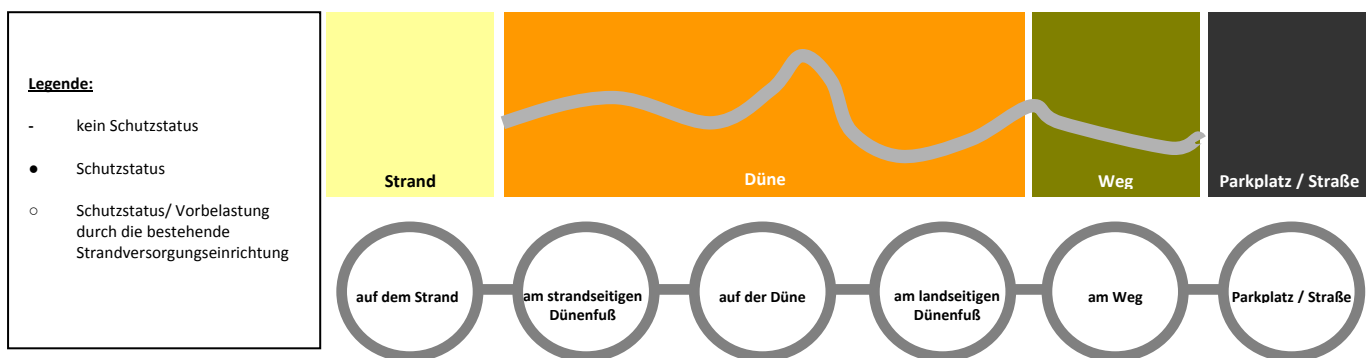 Legende:
- kein Schutzstatus
● Schutzstatus
○ Schutzstatus/ Vorbelastung
durch die bestehende
Strandversorgungseinrichtung
Strand
Düne
Weg
Parkplatz / Straße
auf dem Strand
am strandseitigen
Dünenfuß
auf der Düne
am landseitigen
Dünenfuß
am Weg
Parkplatz / Straße